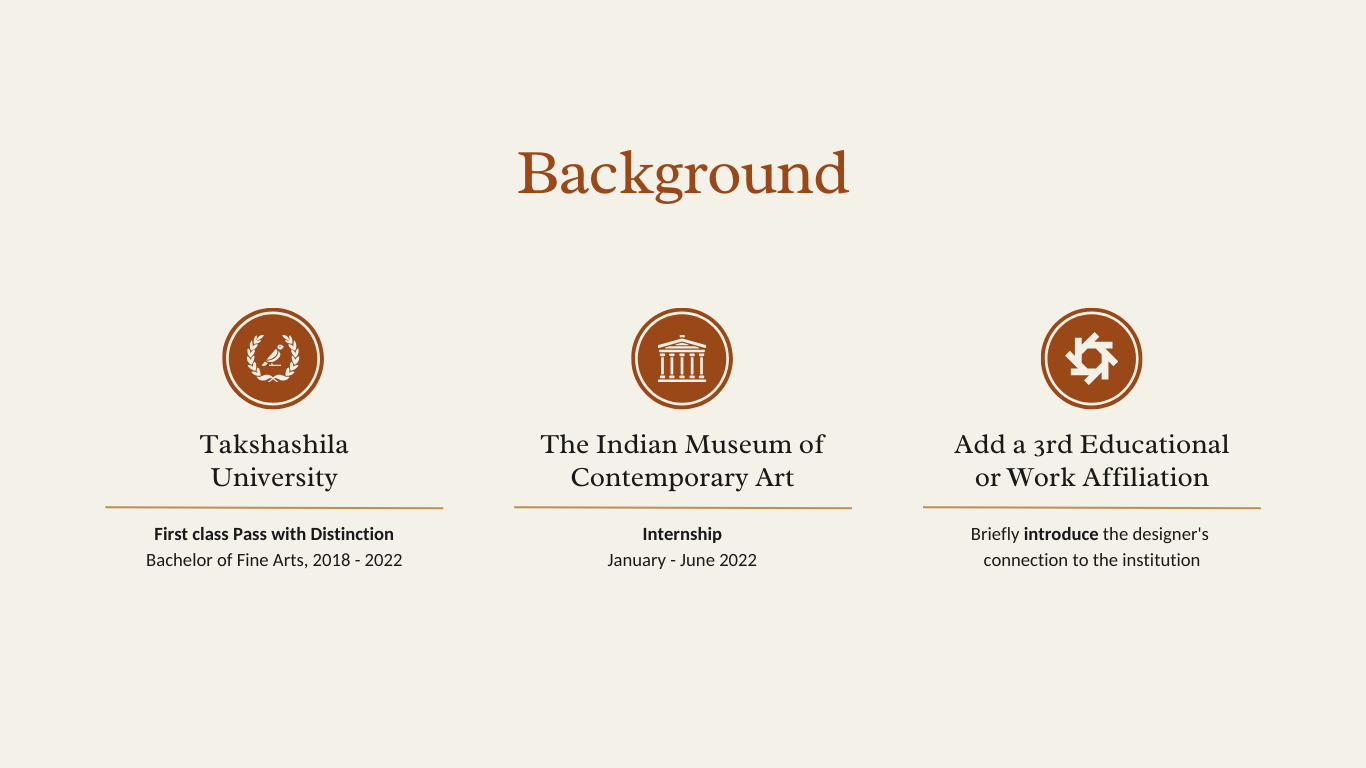 Background
Takshashila
University
First class Pass with Distinction
Bachelor of Fine Arts, 2018 - 2022
The Indian Museum of
Contemporary Art
Internship
January - June 2022
Add a 3rd Educational
or Work Affiliation
Briefly introduce the designer's
connection to the institution